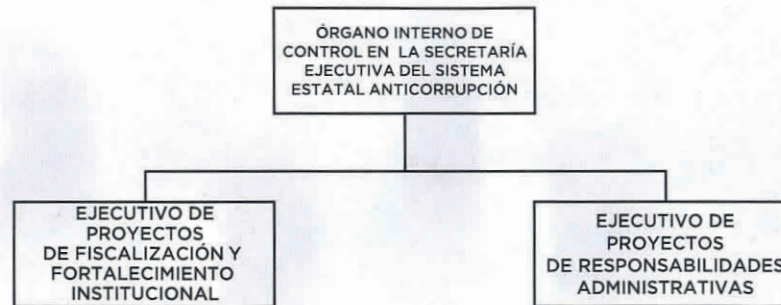 ÓRGANO INTERNO DE
CONTROL EN LA SECRETARÍA
EJECUTIVA DEL SISTEMA
ESTATAL ANTICORRUPCIÓN
EJECUTIVO DE
PROYECTOS
DE FISCALIZACIÓN Y
FORTALECIMIENTO
INSTITUCIONAL
EJECUTIVO DE
PROYECTOS
DE RESPONSABILIDADES
ADMINISTRATIVAS